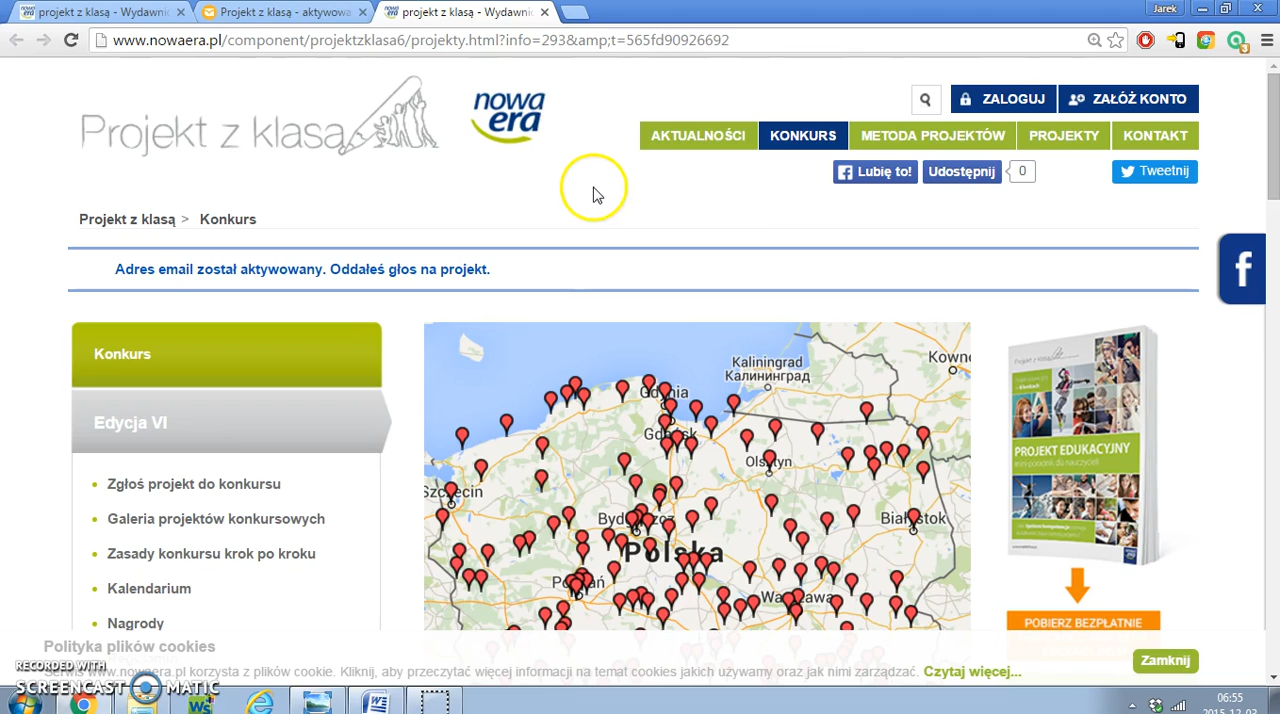 projekt z klasą - Wydawnic
Projekt z klasą - aktywowa
projekt z klasą - Wydawnic
Jarek
www.nowaera.pl/component/projektzklasa6/projekty.html?info=293&amp;t=565fd90926692
Projekt z klasą
nowa era
ZALOGUJ
ZAŁÓŻ KONTO
AKTUALNOŚCI
KONKURS
METODA PROJEKTÓW
PROJEKTY
KONTAKT
Lubię to!
Udostępnij
0
Tweetnij
Projekt z klasą > Konkurs
Adres email został aktywowany. Oddałeś głos na projekt.
Konkurs
Edycja VI
Zgłoś projekt do konkursu
Galeria projektów konkursowych
Zasady konkursu krok po kroku
Kalendarium
Nagrody
Kaliningrad
Калининград
Kowno
Gdynia
Gdańsk
Olsztyn
Szczecin
Bydgoszcz
Białystok
Polska
Poznań
Warszawa
Projekt z klasą
PROJEKT EDUKACYJNY
POBIERZ BEZPŁATNIE
Polityka plików cookies
Serwis www.nowaera.pl korzysta z plików cookie. Kliknij, aby przeczytać więcej informacji na temat cookies jakich używamy oraz jak nimi zarządzać. Czytaj więcej...
Zamknij
RECORDED WITH
SCREENCAST MATIC
06:55
2015-12-03